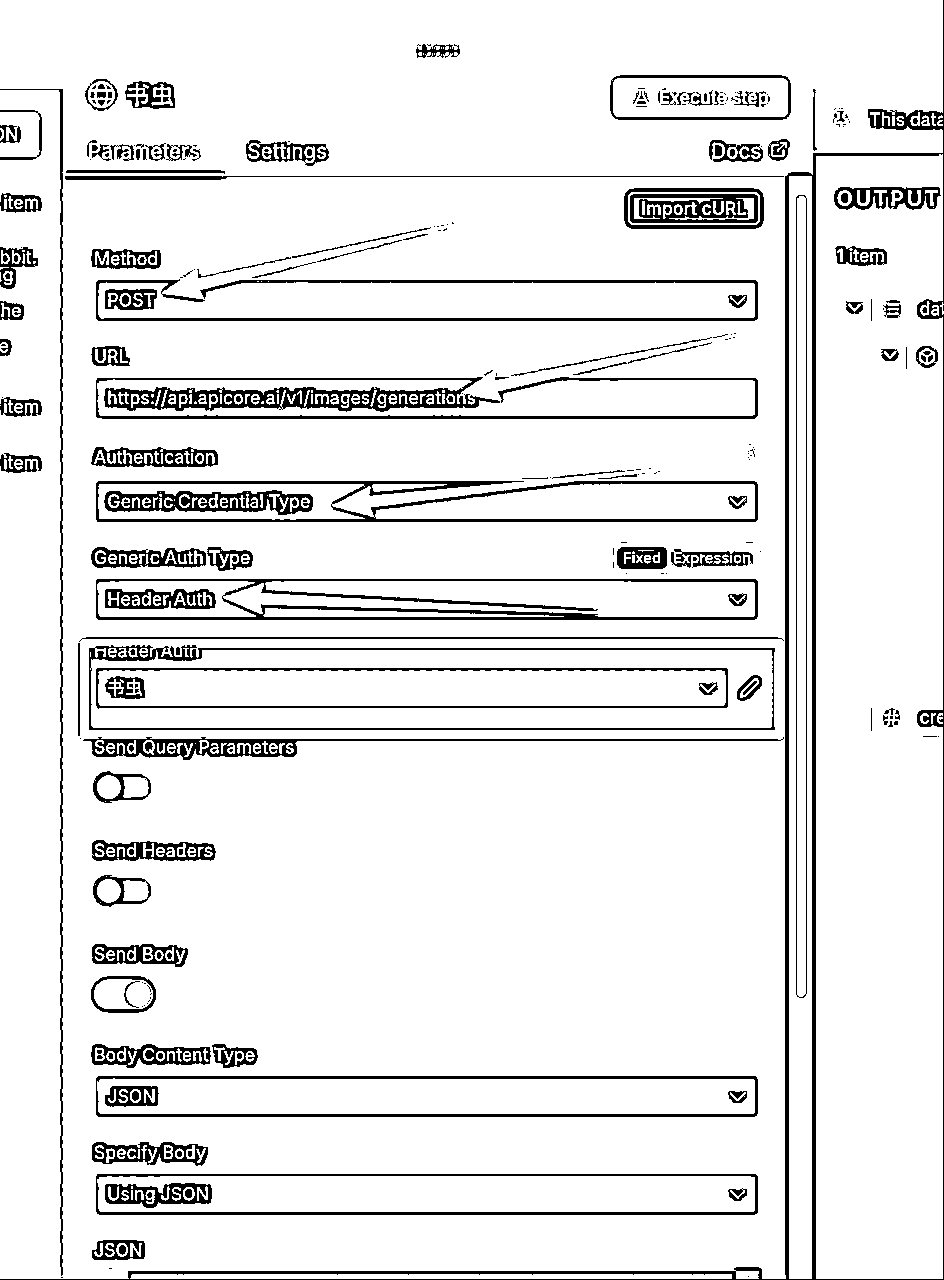 书虫
Execute step
ON
This data
Parameters
Settings
Docs
item
Import cURL
OUTPUT
Method
bbit.
1 item
g
POST
he
dat
URL
e
https://api.apicore.ai/v1/images/generations
item
Authentication
item
Generic Credential Type
Generic Auth Type
Fixed
Expression
Header Auth
Header Auth
书虫
cre
Send Query Parameters
Send Headers
Send Body
Body Content Type
JSON
Specify Body
Using JSON
JSON